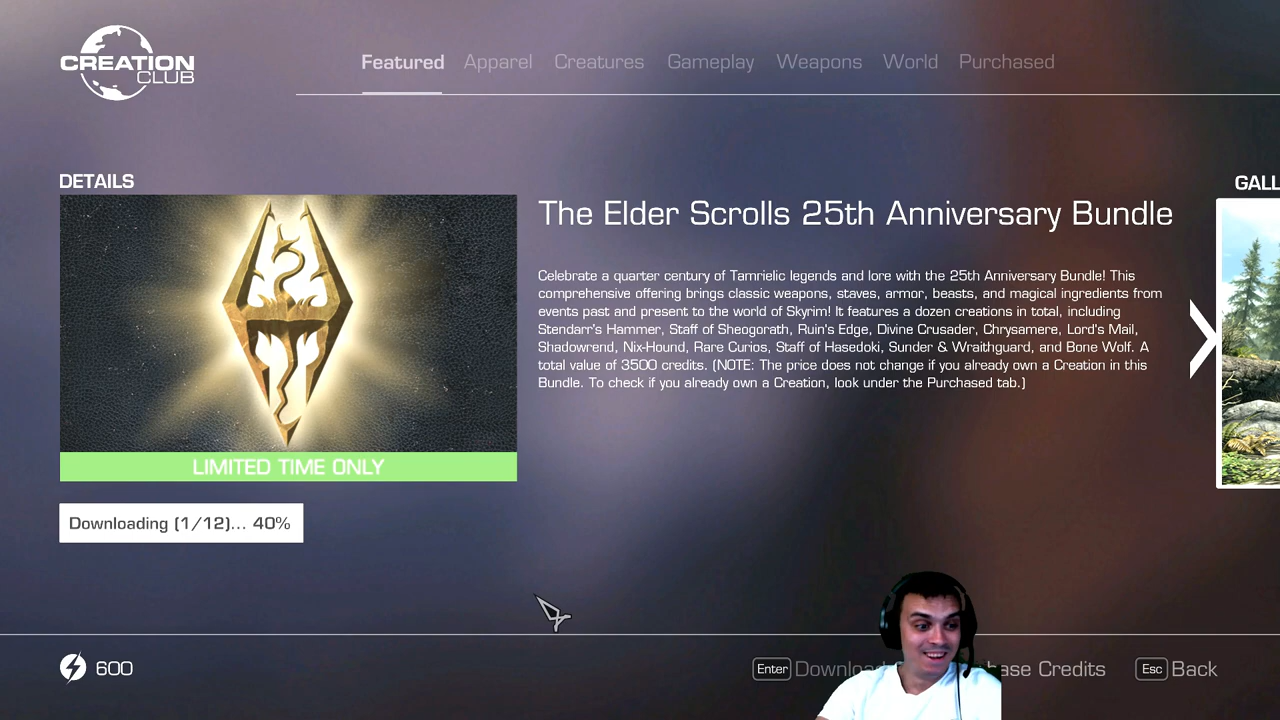 CREATION
CLUB
Featured Apparel Creatures Gameplay Weapons World Purchased
DETAILS
GALL
LIMITED TIME ONLY
Downloading (1/12)... 40%
The Elder Scrolls 25th Anniversary Bundle
Celebrate a quarter century of Tamrielic legends and lore with the 25th Anniversary Bundle! This
comprehensive offering brings classic weapons, staves, armor, beasts, and magical ingredients from
events past and present to the world of Skyrim! It features a dozen creations in total, including
Stendarr's Hammer, Staff of Sheogorath, Ruin's Edge, Divine Crusader, Chrysamere, Lord's Mail,
Shadowrend, Nix-Hound, Rare Curios, Staff of Hasedoki, Sunder & Wraithguard, and Bone Wolf. A
total value of 3500 credits. (NOTE: The price does not change if you already own a Creation in this
Bundle. To check if you already own a Creation, look under the Purchased tab.)
600
Enter Download ase Credits Esc Back